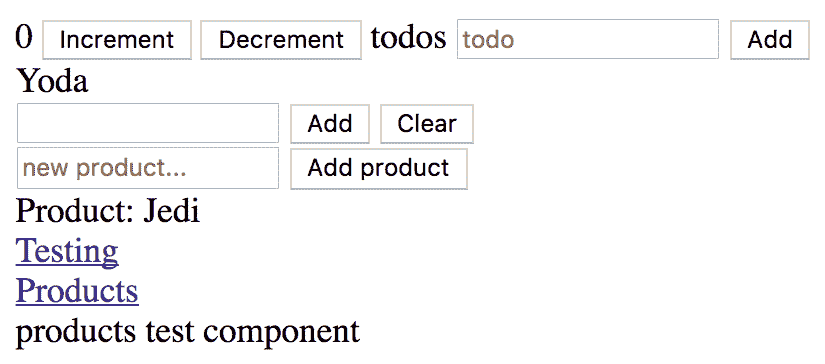 0 Increment Decrement todos todo Add
Yoda
Add Clear
new product... Add product
Product: Jedi
Testing
Products
products test component